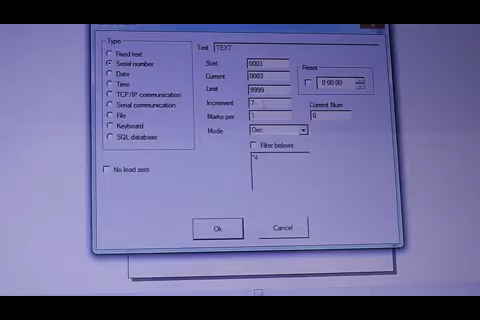 Type
Fixed text
Serial number
Date
Time
TCP/IP communication
Serial communication
File
Keyboard
SQL database
No lead zero
Text TEXT
Start 0003
Current 0003
Limit 9999
Increment 7
Marks per 1
Mode Dec
Filter belows
*4
Reset
0:00:00
Current Num
0
Ok
Cancel